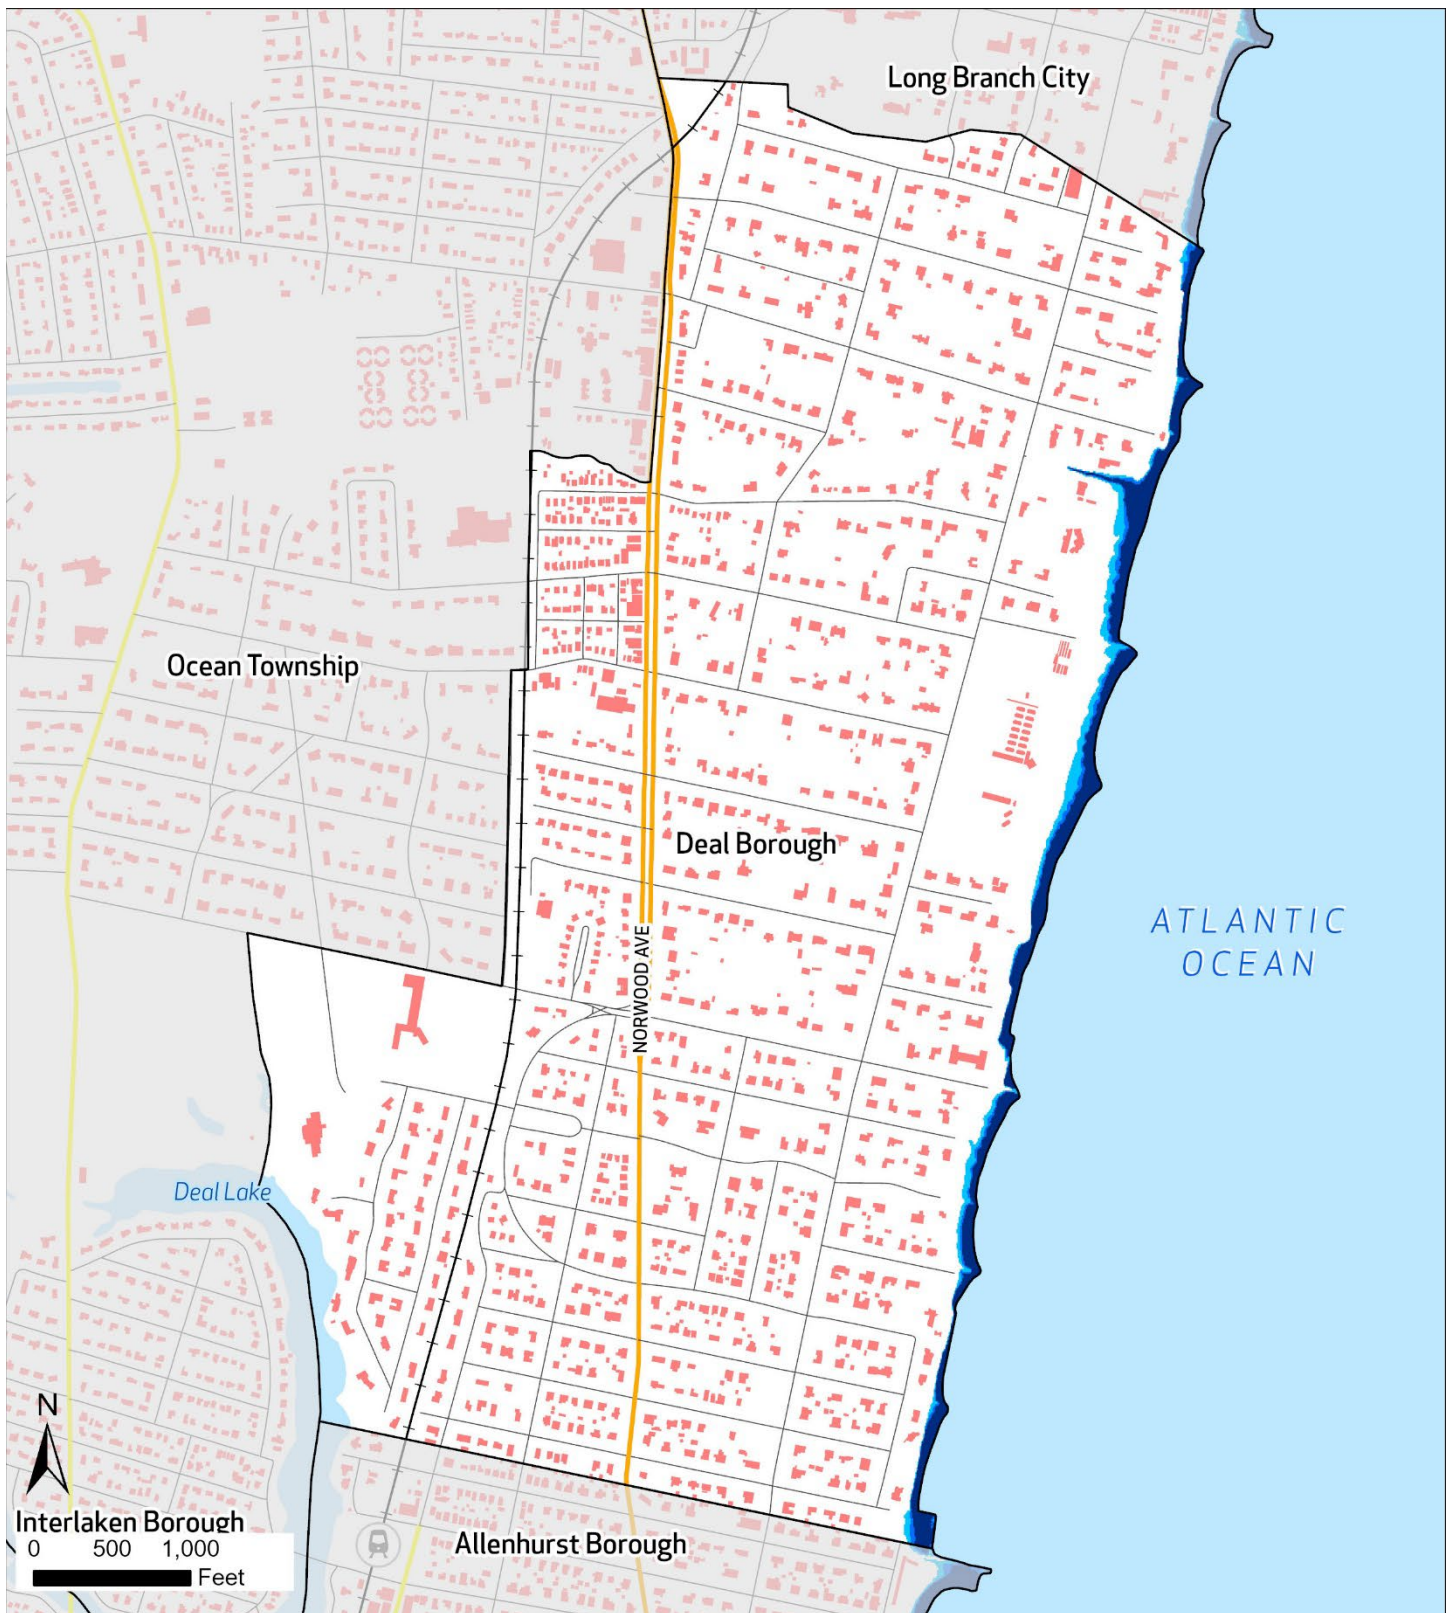 Long Branch City
Ocean Township
Deal Borough
NORWOOD AVE
ATLANTIC
OCEAN
Deal Lake
N
Interlaken Borough
0 500 1,000
Feet
Allenhurst Borough